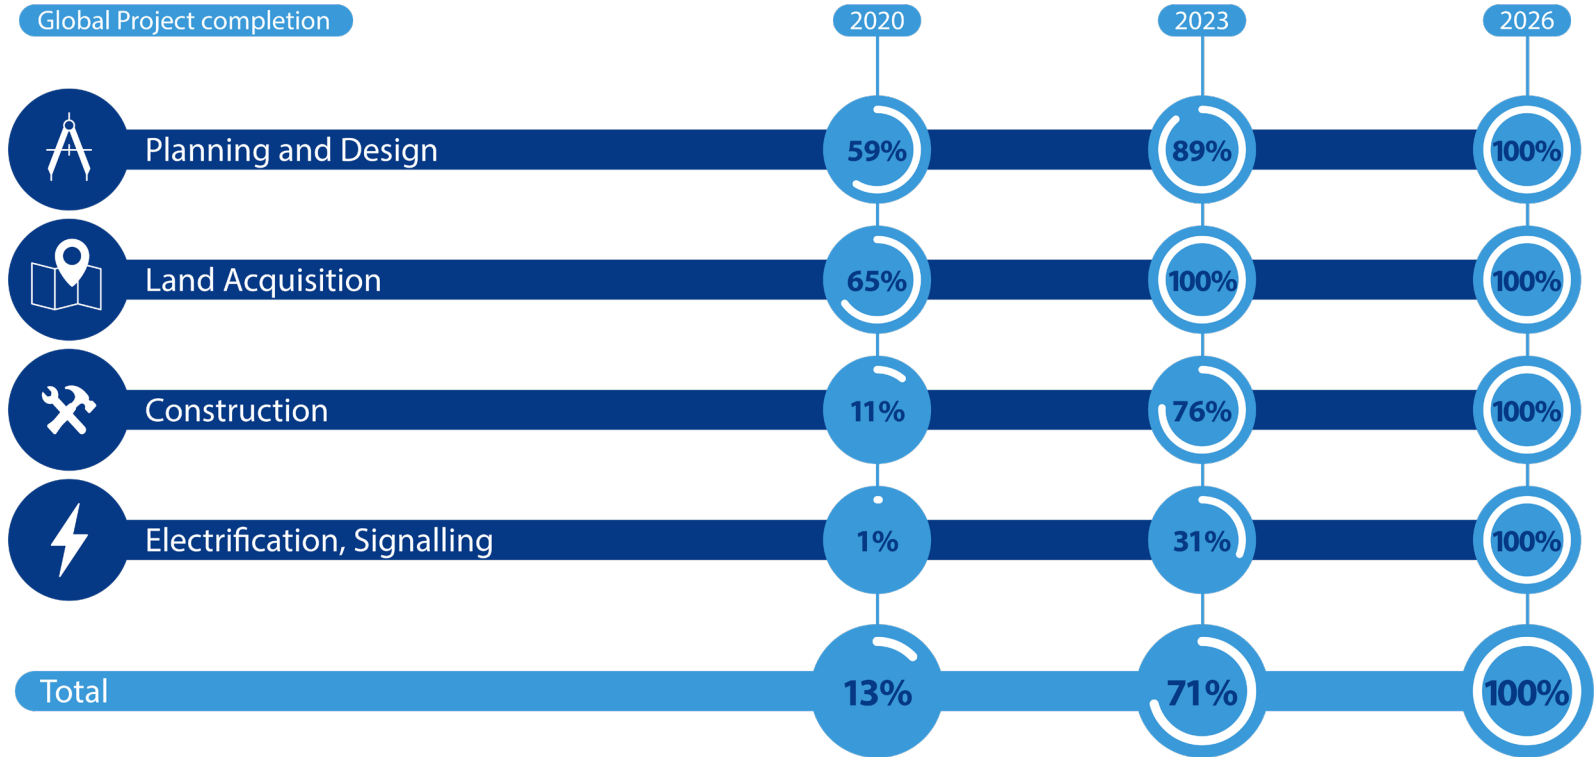 Global Project completion 2020 2023 2026
Planning and Design 59% 89% 100%
Land Acquisition 65% 100% 100%
Construction 11% 76% 100%
Electrification, Signalling 1% 31% 100%
Total 13% 71% 100%